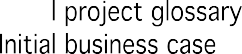 I project glossary
Initial business case